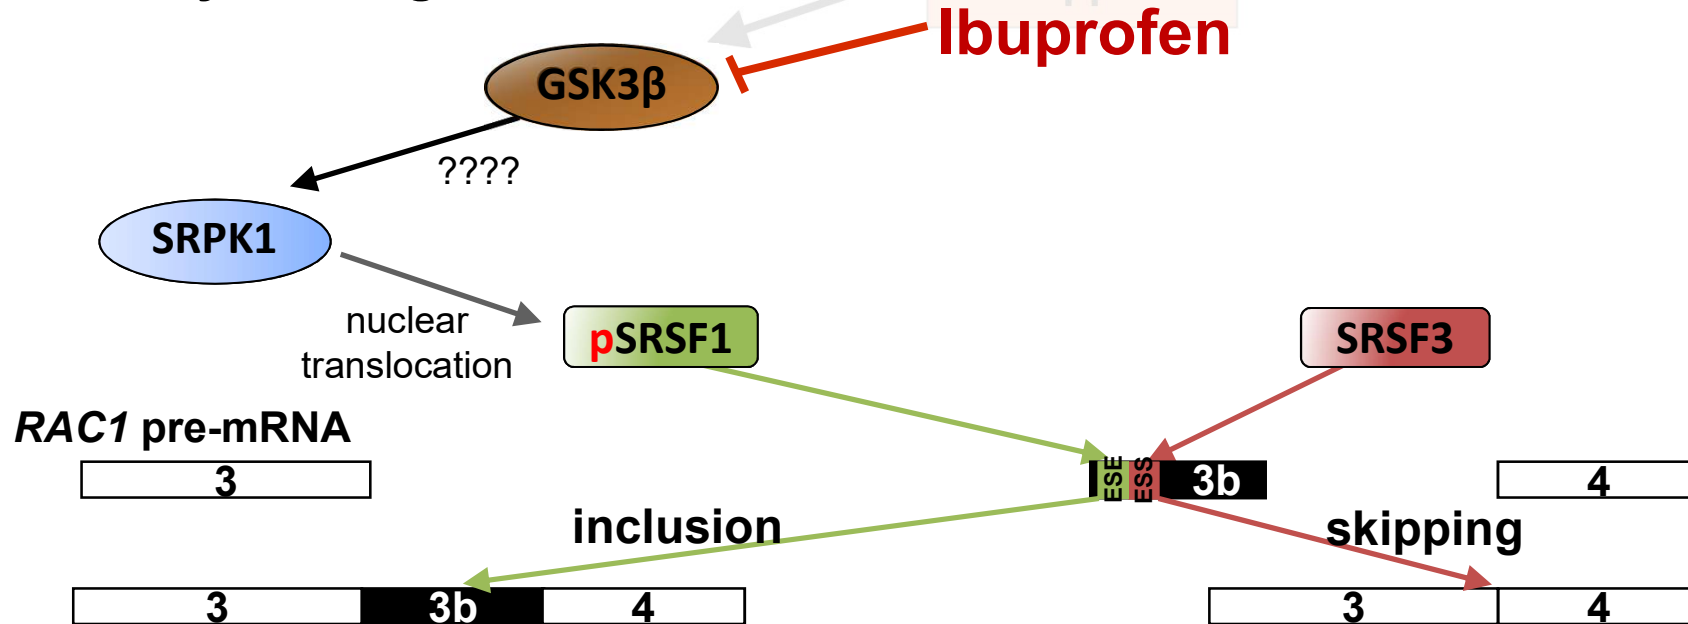 Ibuprofen
GSK3β
????
SRPK1
nuclear
translocation
pSRSF1
SRSF3
RAC1 pre-mRNA
3
ESE
ESS
3b
4
inclusion
skipping
3
3b
4
3
4